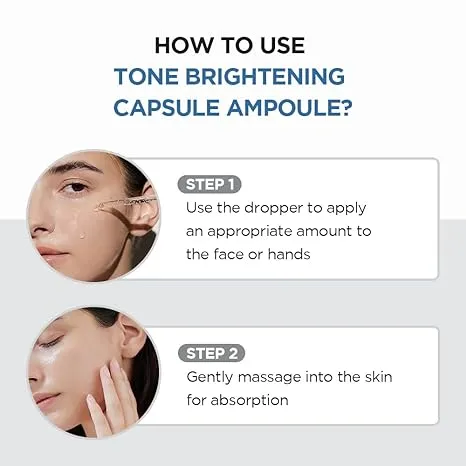 HOW TO USE
TONE BRIGHTENING
CAPSULE AMPOULE?
STEP 1
Use the dropper to apply
an appropriate amount to
the face or hands
STEP 2
Gently massage into the skin
for absorption